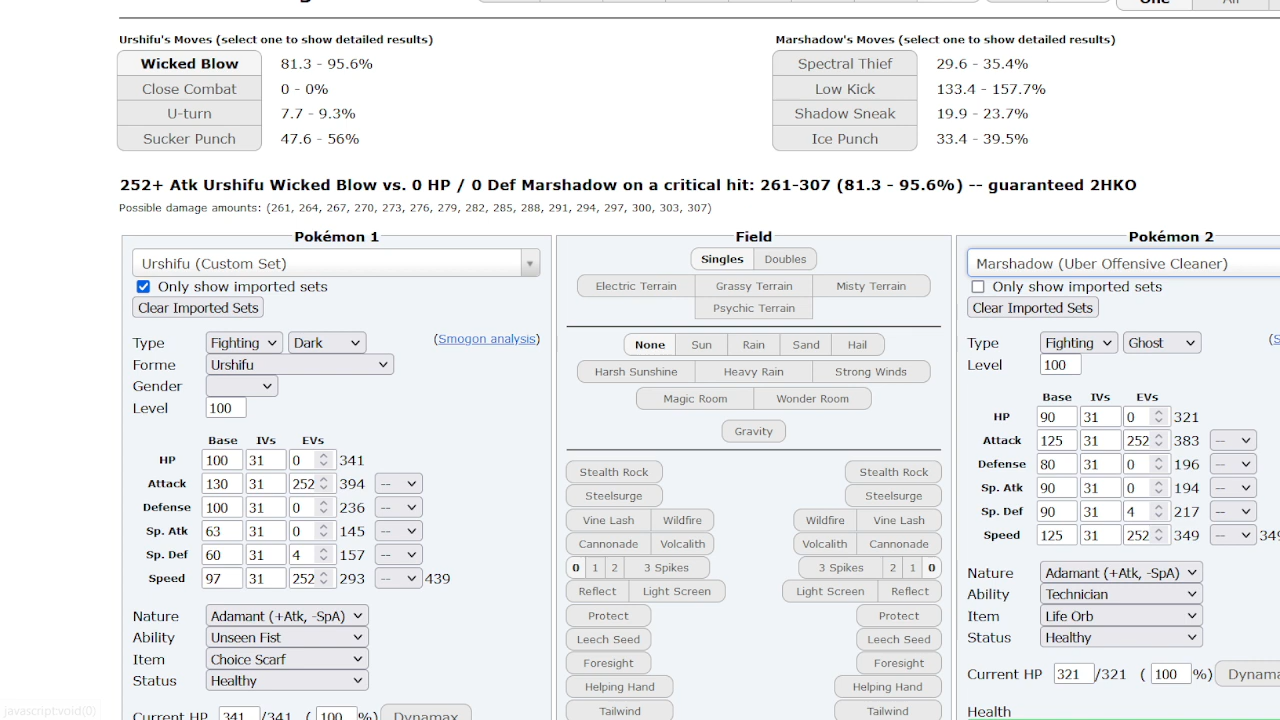 One All
Urshifu's Moves (select one to show detailed results)
Wicked Blow 81.3 - 95.6%
Close Combat 0 - 0%
U-turn 7.7 - 9.3%
Sucker Punch 47.6 - 56%
Marshadow's Moves (select one to show detailed results)
Spectral Thief 29.6 - 35.4%
Low Kick 133.4 - 157.7%
Shadow Sneak 19.9 - 23.7%
Ice Punch 33.4 - 39.5%
252+ Atk Urshifu Wicked Blow vs. 0 HP / 0 Def Marshadow on a critical hit: 261-307 (81.3 - 95.6%) -- guaranteed 2HKO
Possible damage amounts: (261, 264, 267, 270, 273, 276, 279, 282, 285, 288, 291, 294, 297, 300, 303, 307)
Pokémon 1
Urshifu (Custom Set)
Only show imported sets
Clear Imported Sets
Type Fighting Dark (Smogon analysis)
Forme Urshifu
Gender
Level 100
Base IVs EVs
HP 100 31 0 341
Attack 130 31 252 394 --
Defense 100 31 0 236 --
Sp. Atk 63 31 0 145 --
Sp. Def 60 31 4 157 --
Speed 97 31 252 293 -- 439
Nature Adamant (+Atk, -SpA)
Ability Unseen Fist
Item Choice Scarf
Status Healthy
Current HP 341 /341 ( 100 %) Dynamax
javascript:void(0)
Field
Singles Doubles
Electric Terrain Grassy Terrain Misty Terrain
Psychic Terrain
None Sun Rain Sand Hail
Harsh Sunshine Heavy Rain Strong Winds
Magic Room Wonder Room
Gravity
Stealth Rock Stealth Rock
Steelsurge Steelsurge
Vine Lash Wildfire Wildfire Vine Lash
Cannonade Volcalith Volcalith Cannonade
0 1 2 3 Spikes 3 Spikes 2 1 0
Reflect Light Screen Light Screen Reflect
Protect Protect
Leech Seed Leech Seed
Foresight Foresight
Helping Hand Helping Hand
Tailwind Tailwind
Pokémon 2
Marshadow (Uber Offensive Cleaner)
Only show imported sets
Clear Imported Sets
Type Fighting Ghost (S
Level 100
Base IVs EVs
HP 90 31 0 321
Attack 125 31 252 383 --
Defense 80 31 0 196 --
Sp. Atk 90 31 0 194 --
Sp. Def 90 31 4 217 --
Speed 125 31 252 349 -- 349
Nature Adamant (+Atk, -SpA)
Ability Technician
Item Life Orb
Status Healthy
Current HP 321 /321 ( 100 %) Dynama
Health